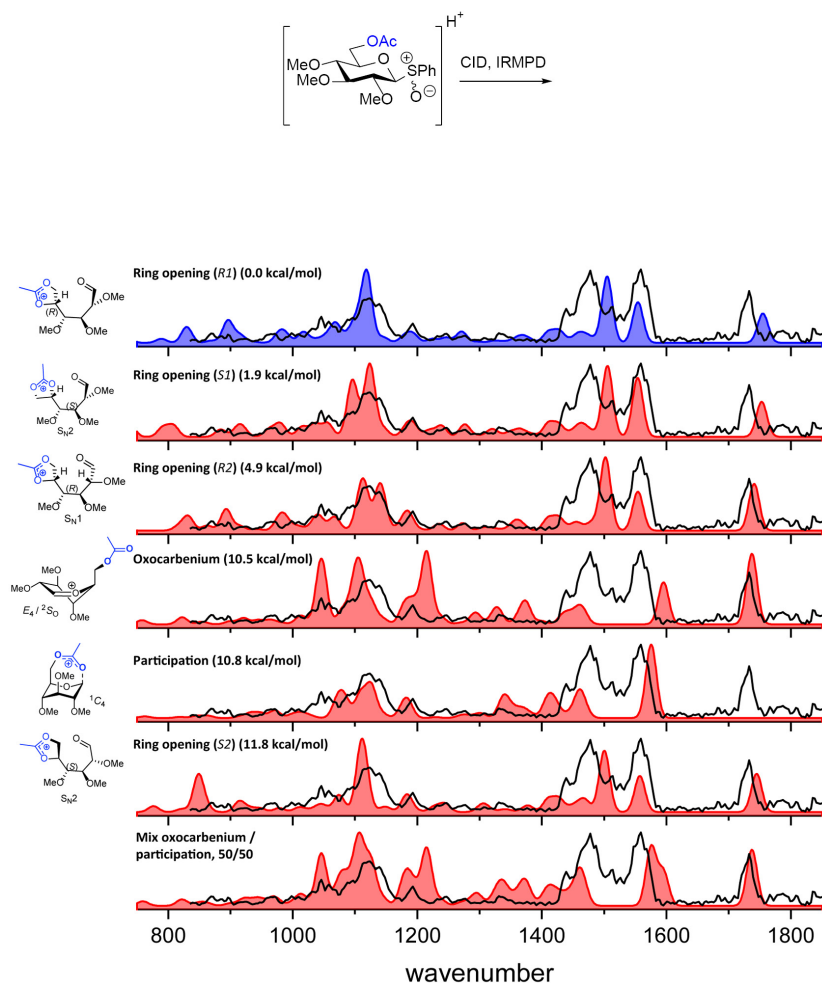 H+
OAc
MeO
O
+
SPh
CID, IRMPD
MeO
MeO
O
−
Ring opening (R1) (0.0 kcal/mol)
O
O
H
O
+
(R)
OMe
MeO
OMe
Ring opening (S1) (1.9 kcal/mol)
O
O
H
O
+
OMe
(S)
MeO
OMe
SN2
Ring opening (R2) (4.9 kcal/mol)
O
O
H
O
H
+
OMe
(R)
MeO
OMe
SN1
Oxocarbenium (10.5 kcal/mol)
O
O
OMe
MeO
+
O
OMe
E4 / 2SO
Participation (10.8 kcal/mol)
O
O
+
OMe
O
MeO
OMe
1C4
Ring opening (S2) (11.8 kcal/mol)
O
O
O
+
(S)
OMe
MeO
OMe
SN2
Mix oxocarbenium /
participation, 50/50
800 1000 1200 1400 1600 1800
wavenumber